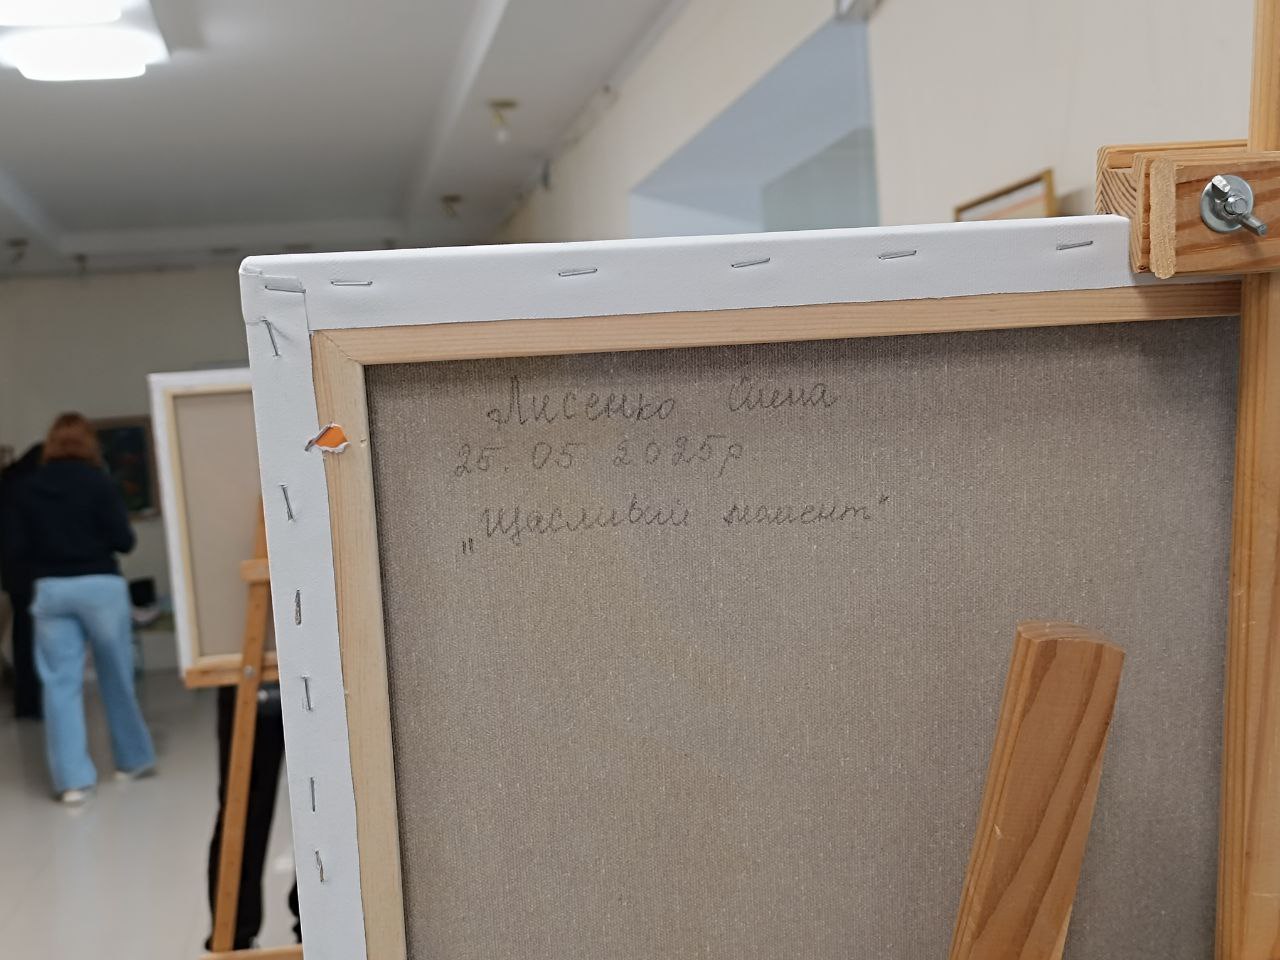 Лисенко Олена
25.05 2025р
„Щасливий момент“